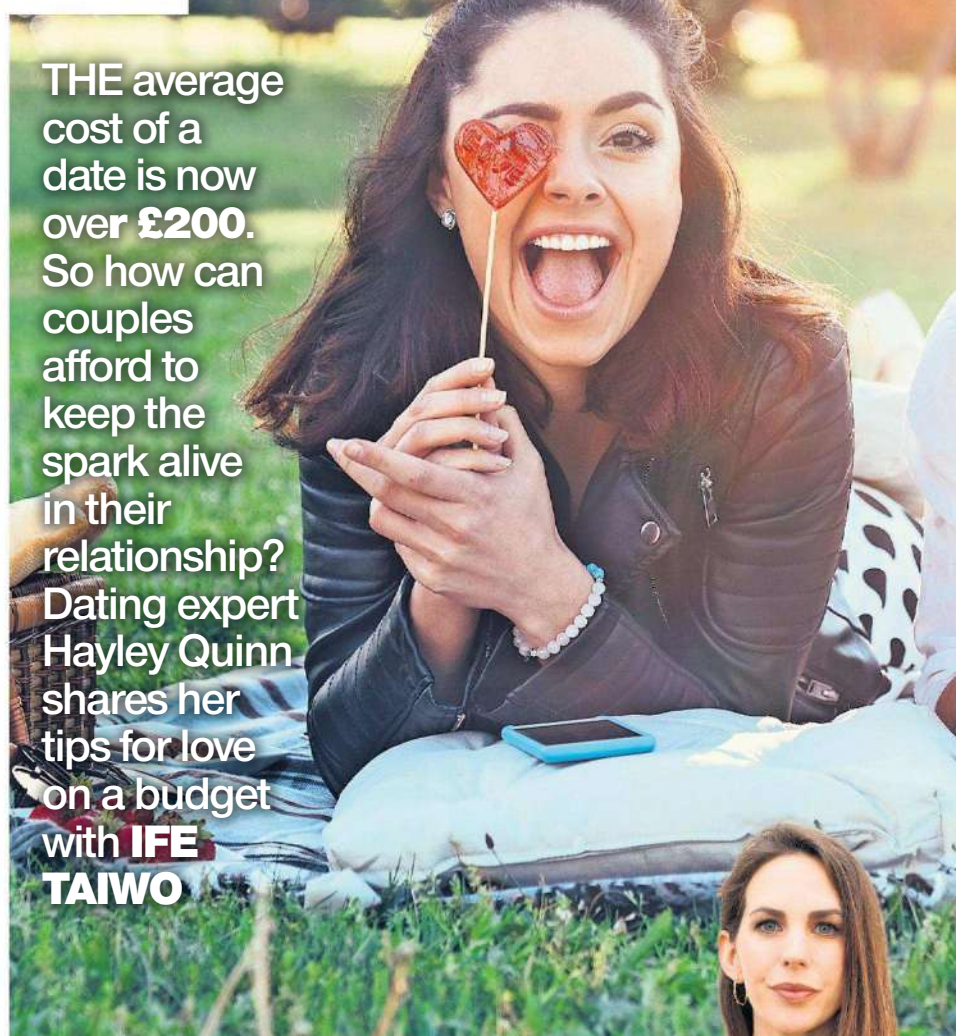 THE average
cost of a
date is now
over £200.
So how can
couples
afford to
keep the
spark alive
in their
relationship?
Dating expert
Hayley Quinn
shares her
tips for love
on a budget
with IFE
TAIWO